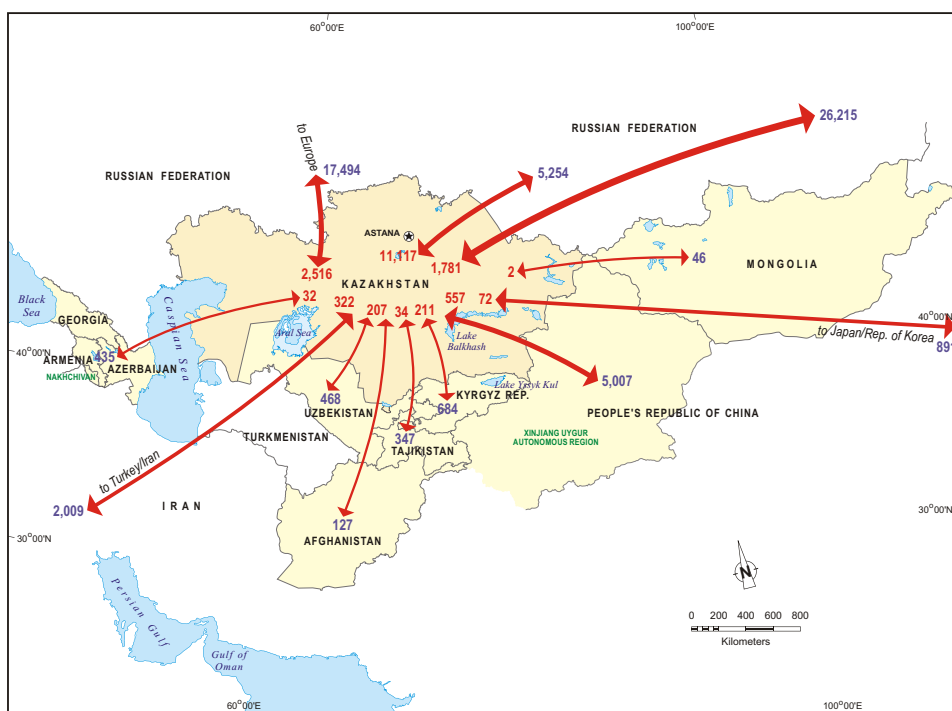 60°00'E
100°00'E
26,215
RUSSIAN FEDERATION
to Europe
17,494
5,254
RUSSIAN FEDERATION
ASTANA
11,117
1,781
2,516
2
46
MONGOLIA
KAZAKHSTAN
32
322
207
34
211
557
72
Black
Sea
Caspian Sea
Aral Sea
Lake
Balkhash
40°00'N
to Japan/Rep. of Korea
891
GEORGIA
40°00'N
ARMENIA
435
AZERBAIJAN
NAKHCHIVAN
Lake Yssyk Kul
5,007
468
UZBEKISTAN
KYRGYZ REP.
684
PEOPLE'S REPUBLIC OF CHINA
TURKMENISTAN
347
TAJIKISTAN
XINJIANG UYGUR
AUTONOMOUS REGION
to Turkey/Iran
2,009
IRAN
127
AFGHANISTAN
30°00'N
30°00'N
Persian Gulf
N
0 200 400 600 800
Kilometers
Gulf of
Oman
60°00'E
100°00'E